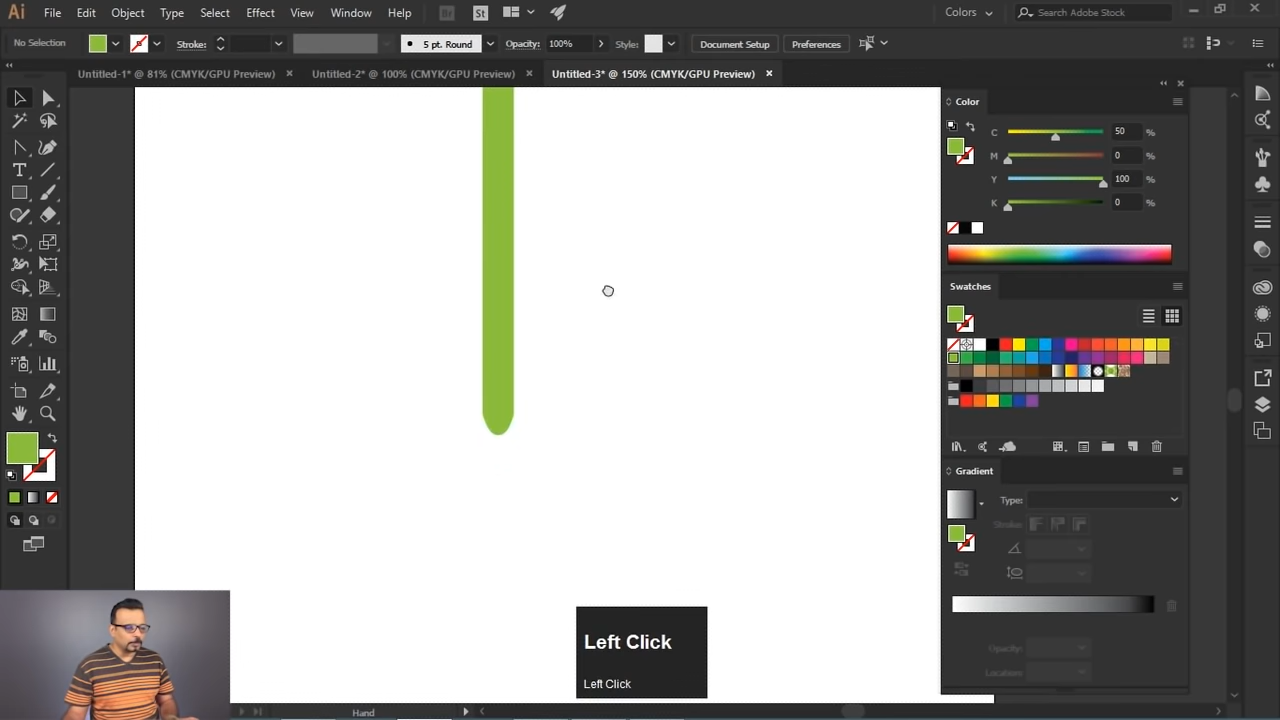 Ai File Edit Object Type Select Effect View Window Help Br St Colors Search Adobe Stock
No Selection Stroke: 5 pt. Round Opacity: 100% Style: Document Setup Preferences
Untitled-1* @ 81% (CMYK/GPU Preview) Untitled-2* @ 100% (CMYK/GPU Preview) Untitled-3* @ 150% (CMYK/GPU Preview)
Color
C 50 %
M 0 %
Y 100 %
K 0 %
Swatches
Gradient
Type:
Stroke:
Opacity:
Location:
Left Click
Left Click
Hand